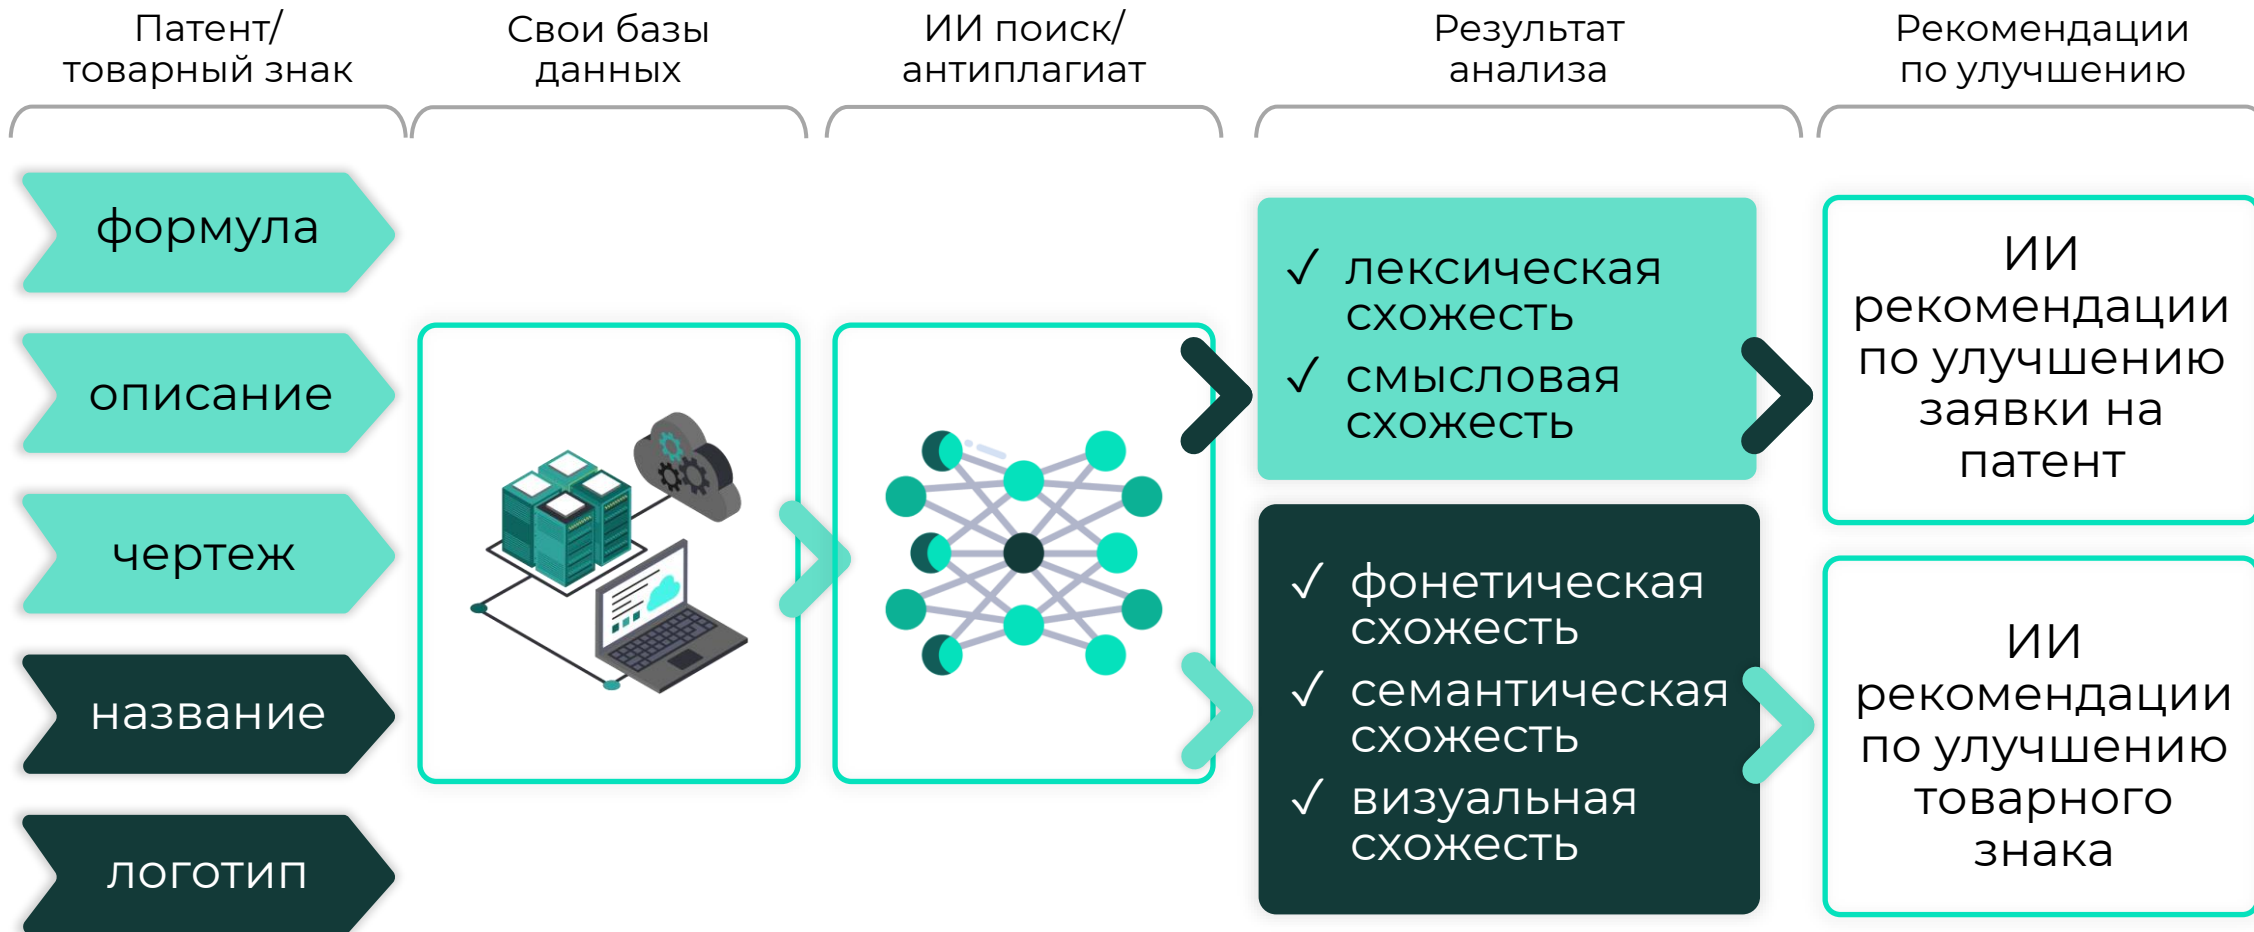 Патент/
товарный знак
Свои базы
данных
ИИ поиск/
антиплагиат
Результат
анализа
Рекомендации
по улучшению
формула
описание
чертеж
название
логотип
✓ лексическая
схожесть
✓ смысловая
схожесть
✓ фонетическая
схожесть
✓ семантическая
схожесть
✓ визуальная
схожесть
ИИ
рекомендации
по улучшению
заявки на
патент
ИИ
рекомендации
по улучшению
товарного
знака